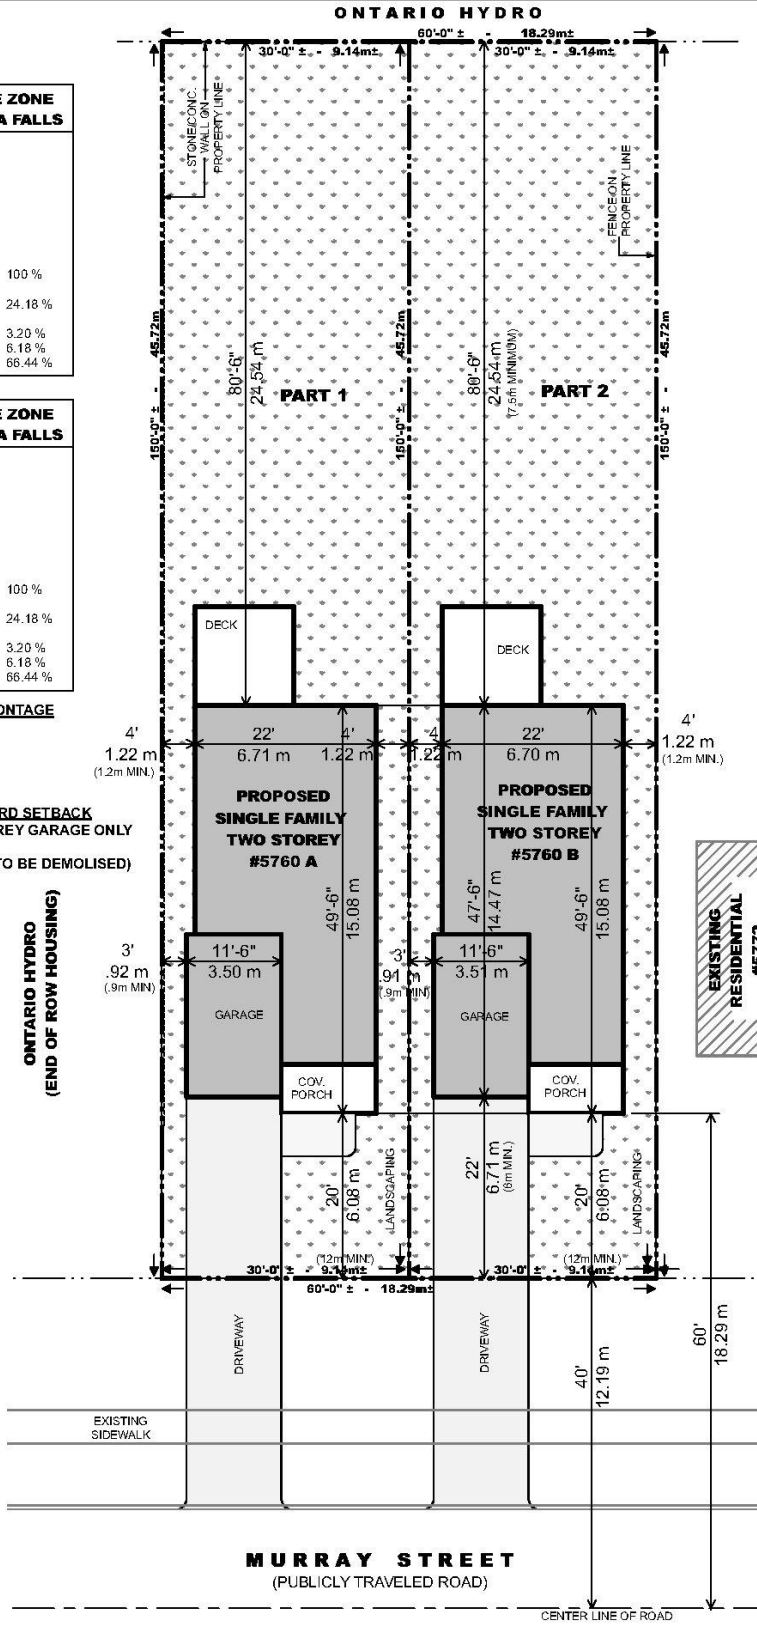 ONTARIO HYDRO
60'-0" ± - 18.29m±
30'-0" ± - 9.14m±
30'-0" ± - 9.14m±
E ZONE
A FALLS
100 %
24.18 %
3.20 %
6.18 %
66.44 %
STONE/CONC.
WALL ON
PROPERTY LINE
FENCE ON
PROPERTY LINE
150'-0" ± - 45.72m
150'-0" ± - 45.72m
150'-0" ± - 45.72m
80'-6"
24.54 m
PART 1
80'-6"
24.54 m
(7.5m MINIMUM)
PART 2
E ZONE
A FALLS
100 %
24.18 %
3.20 %
6.18 %
66.44 %
ONTAGE
DECK
DECK
4'
1.22 m
(1.2m MIN.)
22'
6.71 m
4'
1.22 m
4
1.22 m
22'
6.70 m
4'
1.22 m
(1.2m MIN.)
PROPOSED
SINGLE FAMILY
TWO STOREY
#5760 A
PROPOSED
SINGLE FAMILY
TWO STOREY
#5760 B
RD SETBACK
REY GARAGE ONLY
TO BE DEMOLISED)
49'-6"
15.08 m
47'-6"
14.47 m
49'-6"
15.08 m
ONTARIO HYDRO
(END OF ROW HOUSING)
EXISTING
RESIDENTIAL
3'
.92 m
(.9m MIN)
11'-6"
3.50 m
GARAGE
3'
.91 m
(.9m MIN)
11'-6"
3.51 m
GARAGE
COV.
PORCH
COV.
PORCH
20'
6.08 m
LANDSCAPING
22'
6.71 m
(6m MIN.)
20'
6.08 m
LANDSCAPING
(12m MIN.)
(12m MIN.)
30'-0" ± - 9.14m±
30'-0" ± - 9.14m±
60'-0" ± - 18.29m±
DRIVEWAY
DRIVEWAY
40'
12.19 m
60'
18.29 m
EXISTING
SIDEWALK
MURRAY STREET
(PUBLICLY TRAVELED ROAD)
CENTER LINE OF ROAD